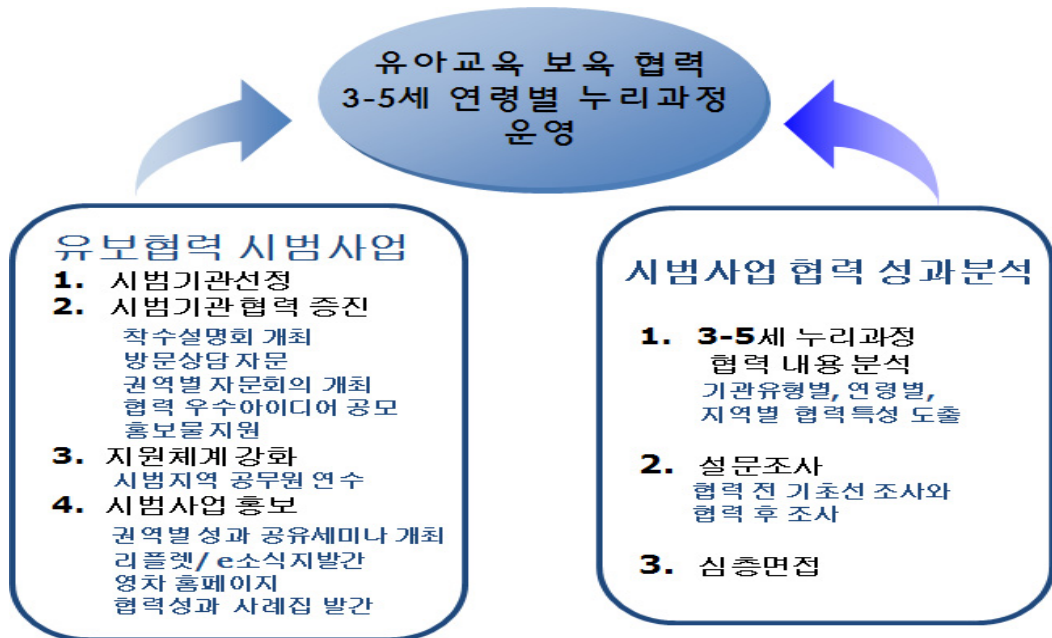 유아교육 보육 협력
3-5세 연령별 누리과정
운영
유보협력 시범사업
1. 시범기관선정
2. 시범기관협력 증진
착수설명회 개최
방문상담 자문
권역별 자문회의 개최
협력 우수아이디어 공모
홍보물지원
3. 지원체계강화
시범지역 공무원 연수
4. 시범사업홍보
권역별 성과 공유세미나 개최
리플렛/ e소식지발간
영차 홈페이지
협력성과 사례집 발간
시범사업 협력 성과분석
1. 3-5세 누리과정
협력 내용분석
기관유형별, 연령별,
지역별 협력특성 도출
2. 설문조사
협력 전 기초선 조사와
협력 후 조사
3. 심층면접